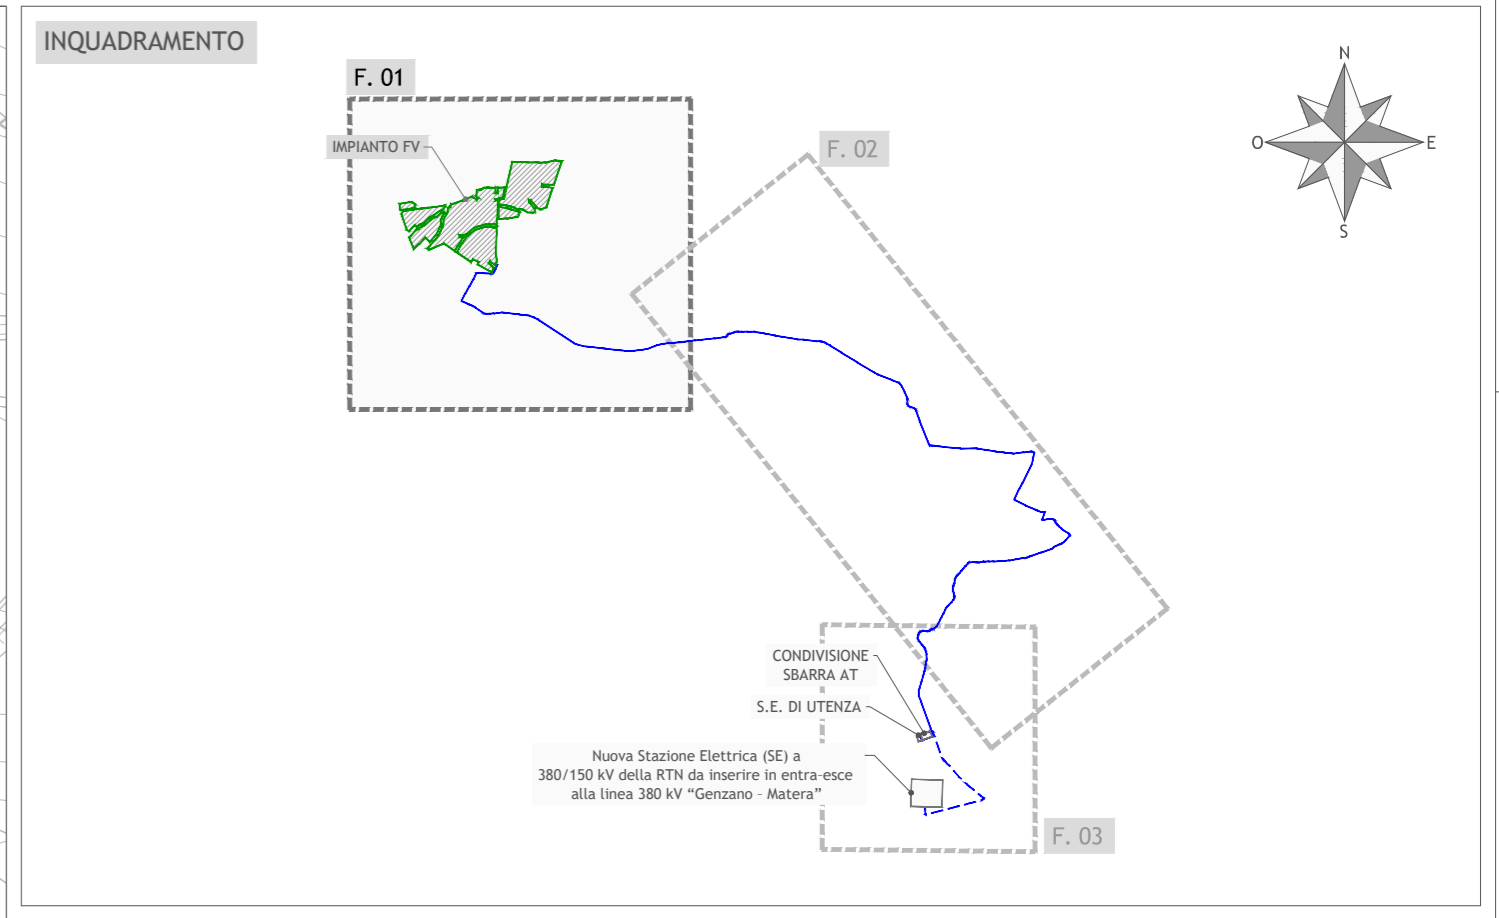 INQUADRAMENTO
F. 01
IMPIANTO FV
F. 02
N
O
E
S
CONDIVISIONE
SBARRA AT
S.E. DI UTENZA
Nuova Stazione Elettrica (SE) a
380/150 kV della RTN da inserire in entra-esce
alla linea 380 kV “Genzano - Matera”
F. 03